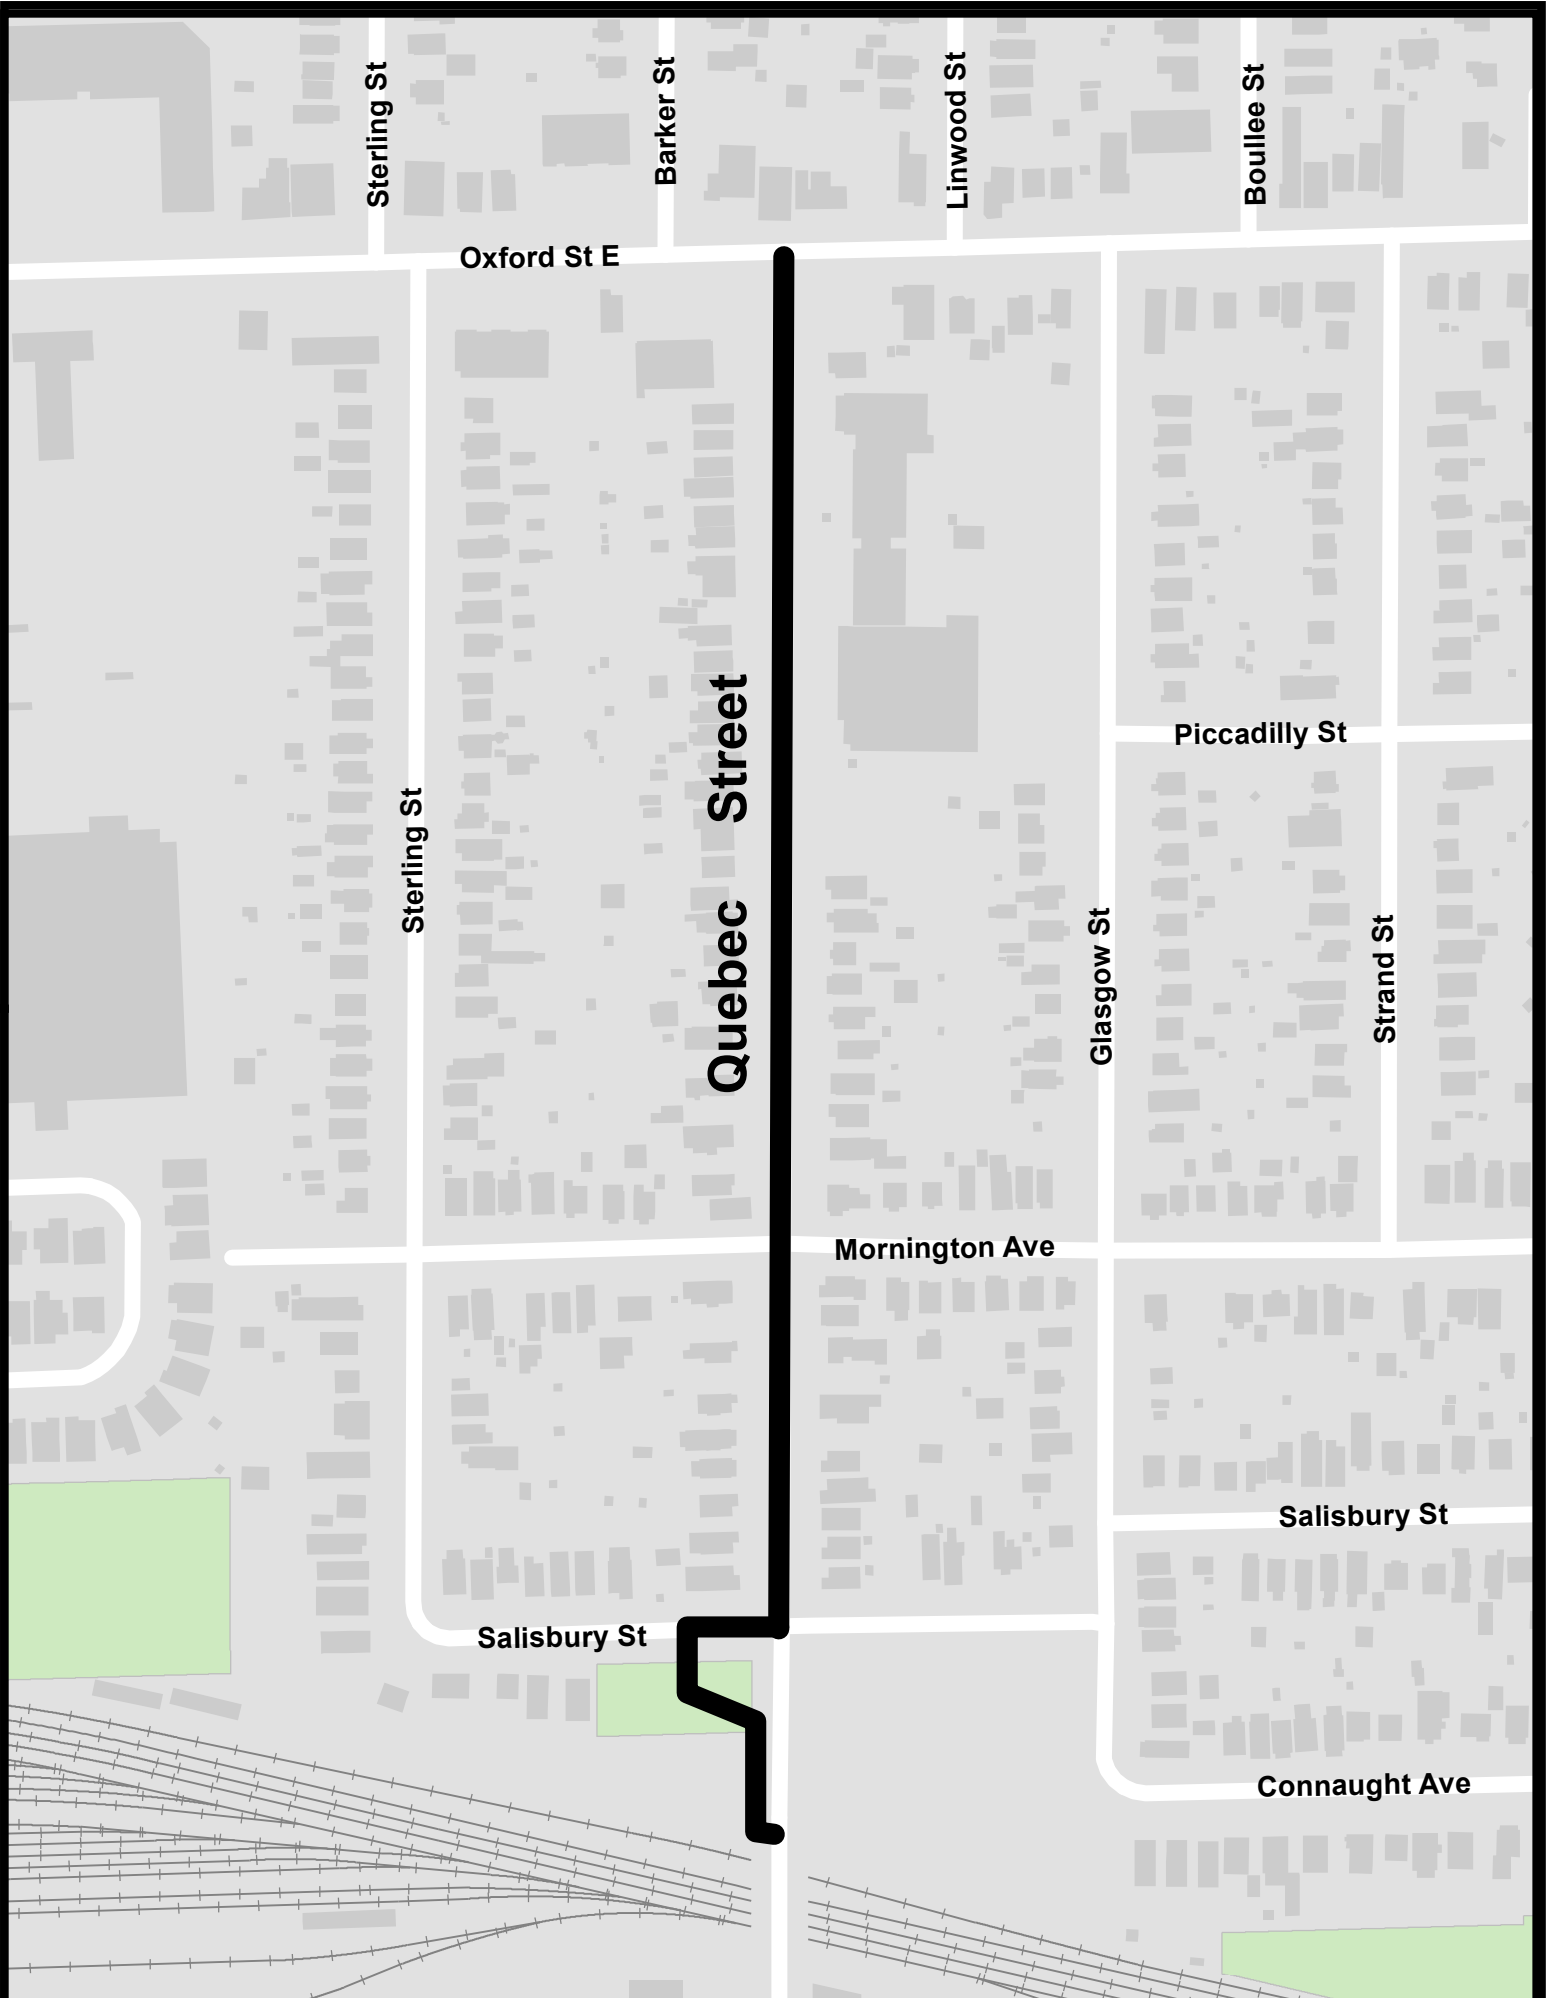 Sterling St
Barker St
Linwood St
Boullee St
Oxford St E
Quebec Street
Piccadilly St
Sterling St
Glasgow St
Strand St
Mornington Ave
Salisbury St
Salisbury St
Connaught Ave